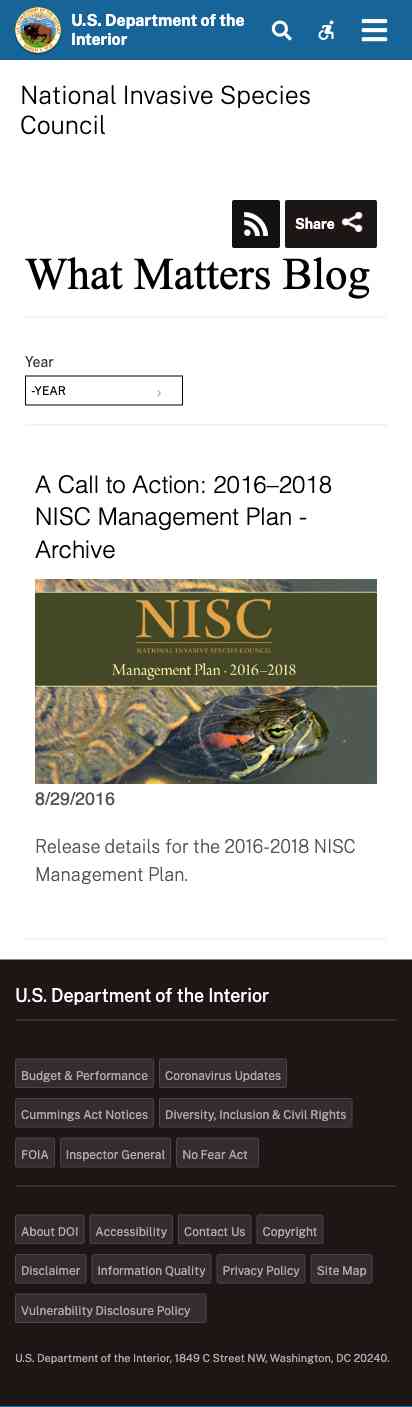 U.S. Department of the
Interior
National Invasive Species
Council
Share
What Matters Blog
Year
-YEAR
A Call to Action: 2016–2018
NISC Management Plan -
Archive
NISC
NATIONAL INVASIVE SPECIES COUNCIL
Management Plan · 2016–2018
8/29/2016
Release details for the 2016-2018 NISC
Management Plan.
U.S. Department of the Interior
Budget & Performance
Coronavirus Updates
Cummings Act Notices
Diversity, Inclusion & Civil Rights
FOIA
Inspector General
No Fear Act
About DOI
Accessibility
Contact Us
Copyright
Disclaimer
Information Quality
Privacy Policy
Site Map
Vulnerability Disclosure Policy
U.S. Department of the Interior, 1849 C Street NW, Washington, DC 20240.